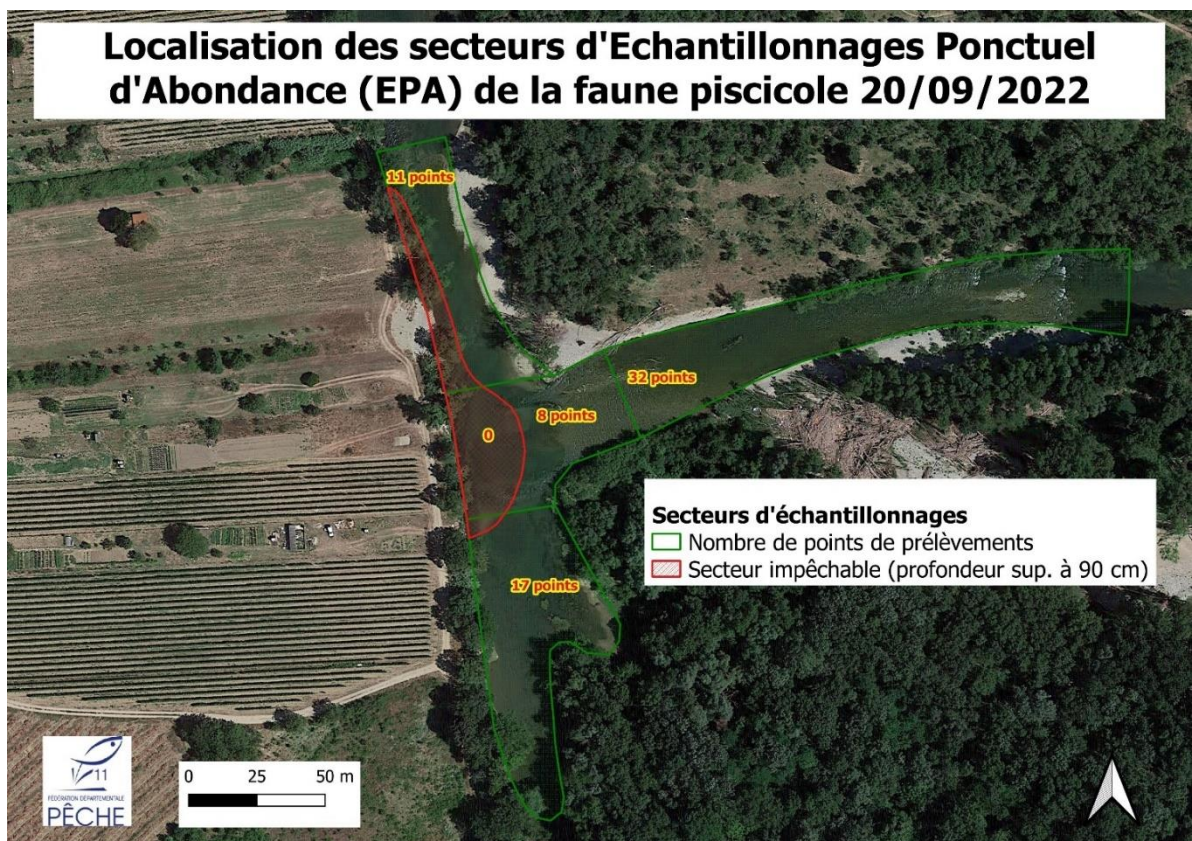 Localisation des secteurs d'Echantillonnages Ponctuel
d'Abondance (EPA) de la faune piscicole 20/09/2022
11 points
32 points
8 points
0
17 points
Secteurs d'échantillonnages
Nombre de points de prélèvements
Secteur impêchable (profondeur sup. à 90 cm)
11
FÉDÉRATION DÉPARTEMENTALE
PÊCHE
0 25 50 m